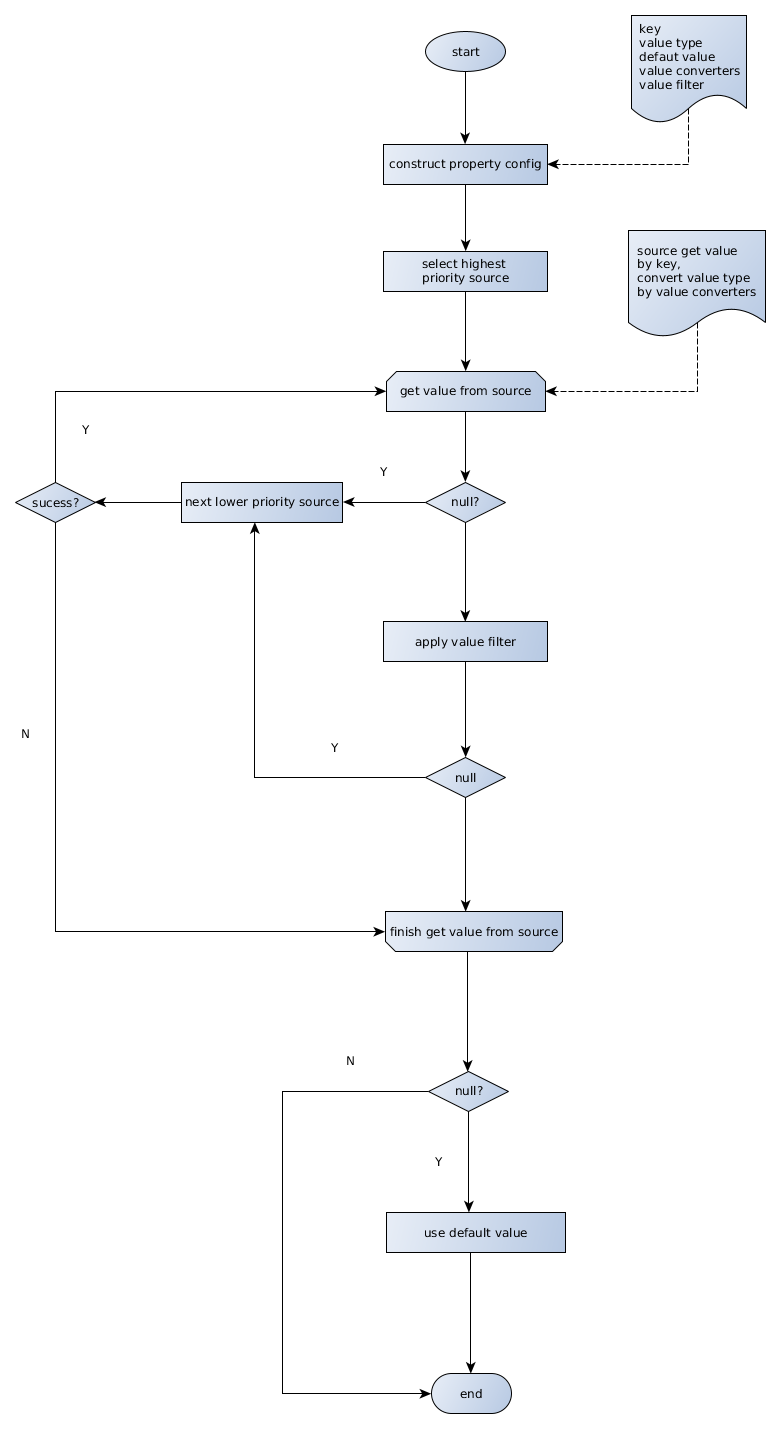 start
key
value type
defaut value
value converters
value filter
construct property config
select highest
priority source
source get value
by key,
convert value type
by value converters
get value from source
Y
Y
sucess?
next lower priority source
null?
apply value filter
N
Y
null
finish get value from source
N
null?
Y
use default value
end